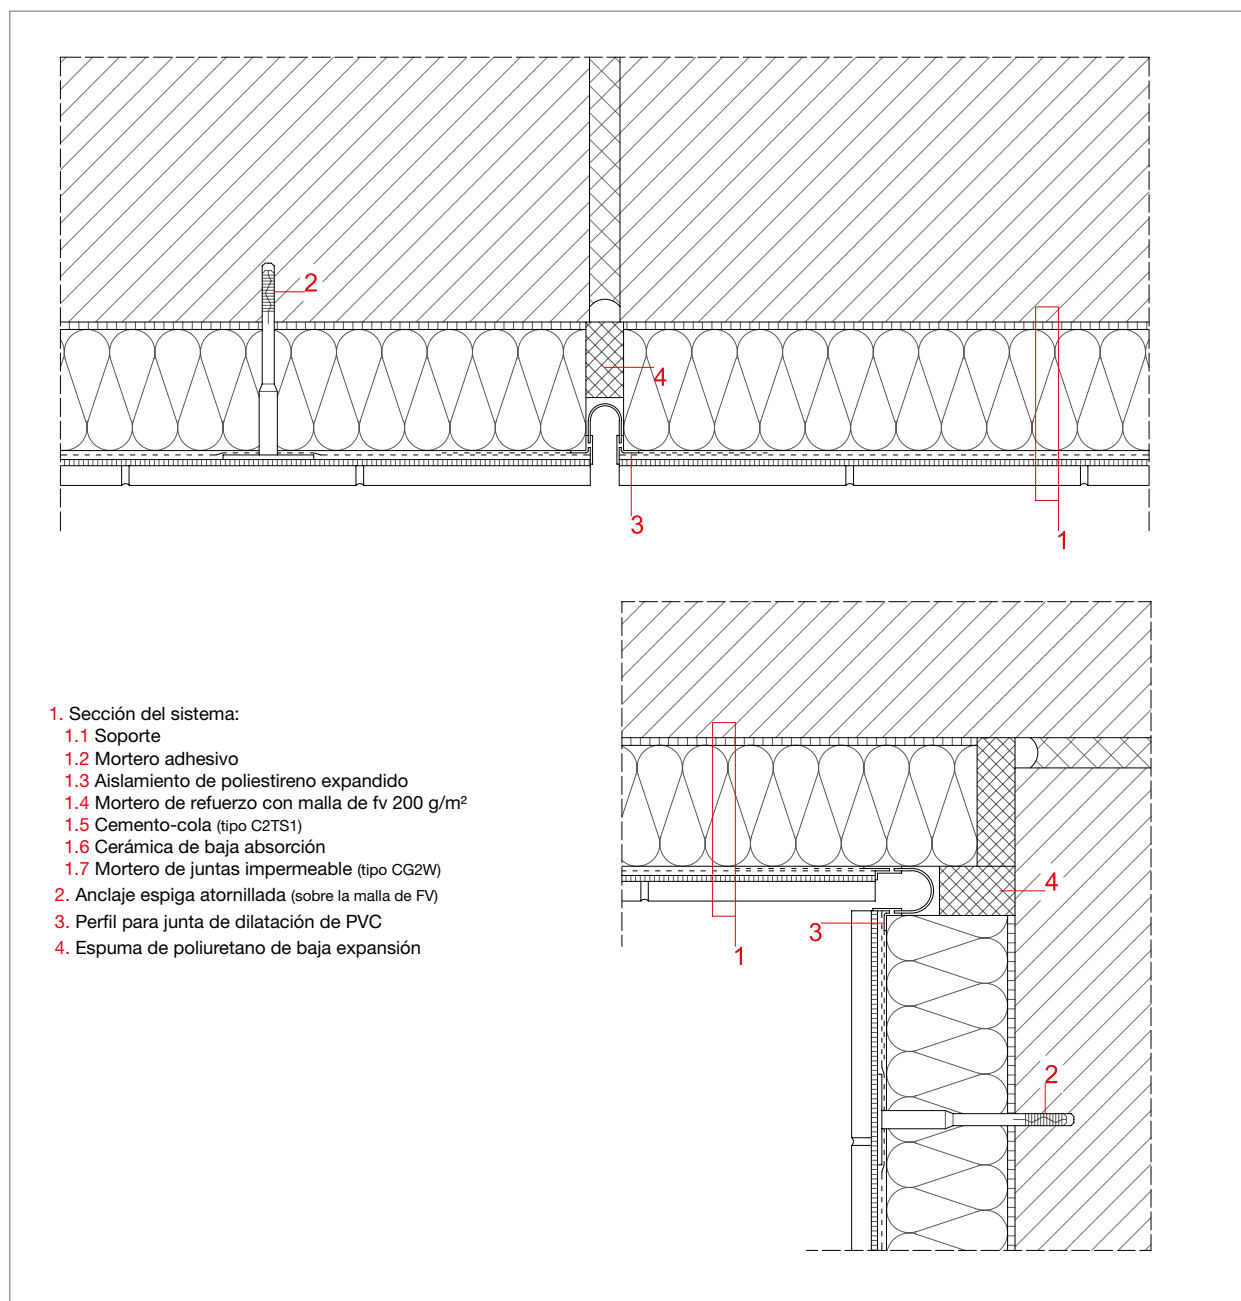 2
4
3
1
1. Sección del sistema:
1.1 Soporte
1.2 Mortero adhesivo
1.3 Aislamiento de poliestireno expandido
1.4 Mortero de refuerzo con malla de fv 200 g/m²
1.5 Cemento-cola (tipo C2TS1)
1.6 Cerámica de baja absorción
1.7 Mortero de juntas impermeable (tipo CG2W)
2. Anclaje espiga atornillada (sobre la malla de FV)
3. Perfil para junta de dilatación de PVC
4. Espuma de poliuretano de baja expansión
4
3
1
2